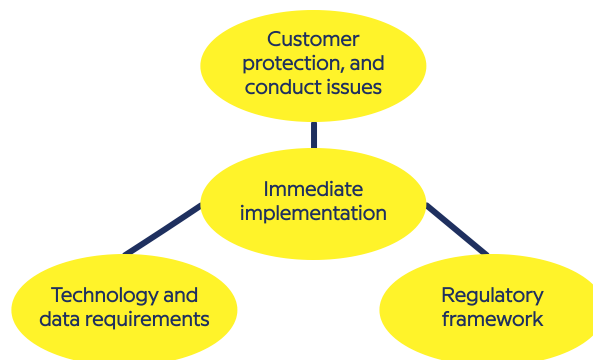 Customer
protection, and
conduct issues
Immediate
implementation
Technology and
data requirements
Regulatory
framework